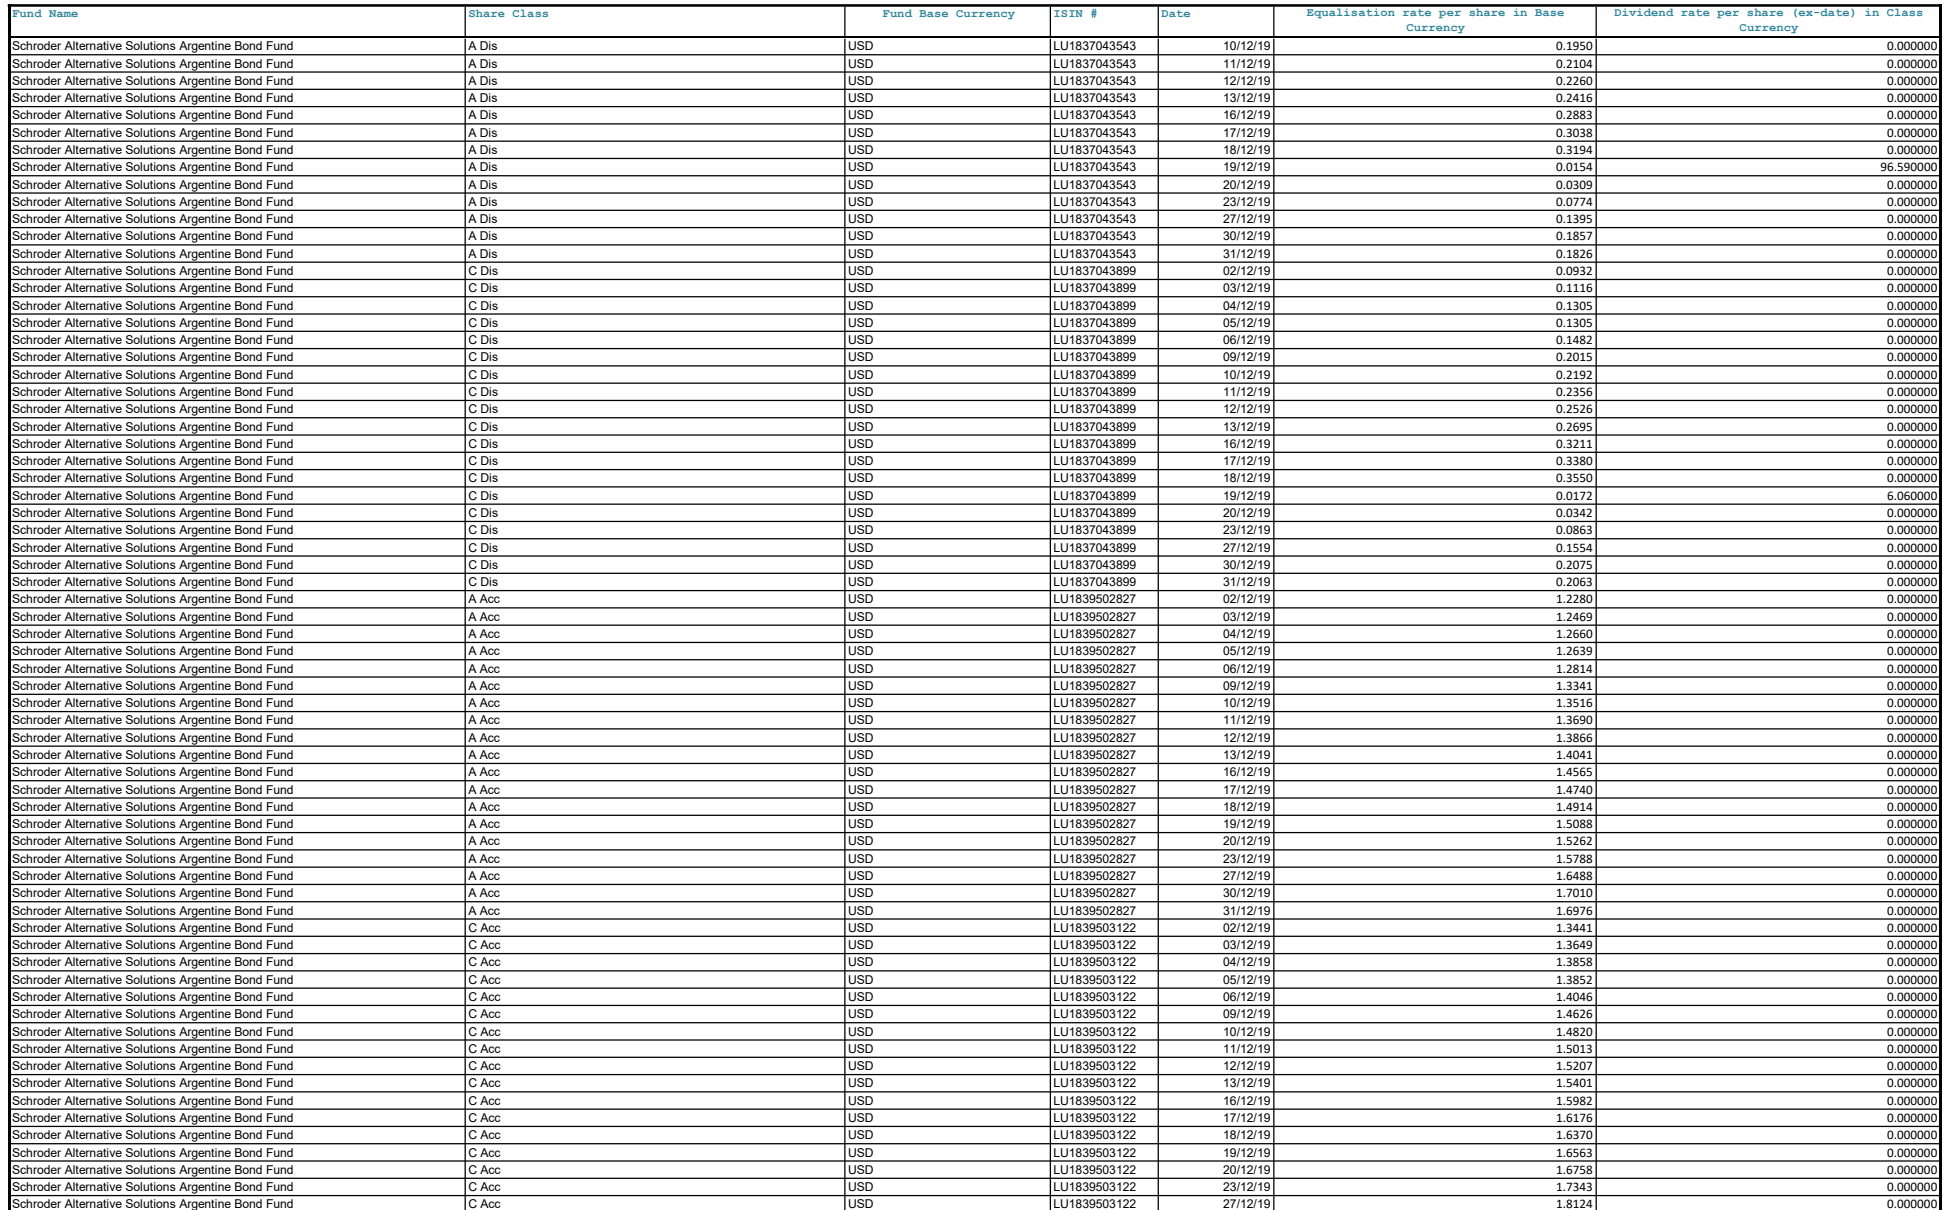 Fund Name Share Class Fund Base Currency ISIN # Date Equalisation rate per share in Base Currency Dividend rate per share (ex-date) in Class Currency
Schroder Alternative Solutions Argentine Bond Fund A Dis USD LU1837043543 10/12/19 0.1950 0.000000
Schroder Alternative Solutions Argentine Bond Fund A Dis USD LU1837043543 11/12/19 0.2104 0.000000
Schroder Alternative Solutions Argentine Bond Fund A Dis USD LU1837043543 12/12/19 0.2260 0.000000
Schroder Alternative Solutions Argentine Bond Fund A Dis USD LU1837043543 13/12/19 0.2416 0.000000
Schroder Alternative Solutions Argentine Bond Fund A Dis USD LU1837043543 16/12/19 0.2883 0.000000
Schroder Alternative Solutions Argentine Bond Fund A Dis USD LU1837043543 17/12/19 0.3038 0.000000
Schroder Alternative Solutions Argentine Bond Fund A Dis USD LU1837043543 18/12/19 0.3194 0.000000
Schroder Alternative Solutions Argentine Bond Fund A Dis USD LU1837043543 19/12/19 0.0154 96.590000
Schroder Alternative Solutions Argentine Bond Fund A Dis USD LU1837043543 20/12/19 0.0309 0.000000
Schroder Alternative Solutions Argentine Bond Fund A Dis USD LU1837043543 23/12/19 0.0774 0.000000
Schroder Alternative Solutions Argentine Bond Fund A Dis USD LU1837043543 27/12/19 0.1395 0.000000
Schroder Alternative Solutions Argentine Bond Fund A Dis USD LU1837043543 30/12/19 0.1857 0.000000
Schroder Alternative Solutions Argentine Bond Fund A Dis USD LU1837043543 31/12/19 0.1826 0.000000
Schroder Alternative Solutions Argentine Bond Fund C Dis USD LU1837043899 02/12/19 0.0932 0.000000
Schroder Alternative Solutions Argentine Bond Fund C Dis USD LU1837043899 03/12/19 0.1116 0.000000
Schroder Alternative Solutions Argentine Bond Fund C Dis USD LU1837043899 04/12/19 0.1305 0.000000
Schroder Alternative Solutions Argentine Bond Fund C Dis USD LU1837043899 05/12/19 0.1305 0.000000
Schroder Alternative Solutions Argentine Bond Fund C Dis USD LU1837043899 06/12/19 0.1482 0.000000
Schroder Alternative Solutions Argentine Bond Fund C Dis USD LU1837043899 09/12/19 0.2015 0.000000
Schroder Alternative Solutions Argentine Bond Fund C Dis USD LU1837043899 10/12/19 0.2192 0.000000
Schroder Alternative Solutions Argentine Bond Fund C Dis USD LU1837043899 11/12/19 0.2356 0.000000
Schroder Alternative Solutions Argentine Bond Fund C Dis USD LU1837043899 12/12/19 0.2526 0.000000
Schroder Alternative Solutions Argentine Bond Fund C Dis USD LU1837043899 13/12/19 0.2695 0.000000
Schroder Alternative Solutions Argentine Bond Fund C Dis USD LU1837043899 16/12/19 0.3211 0.000000
Schroder Alternative Solutions Argentine Bond Fund C Dis USD LU1837043899 17/12/19 0.3380 0.000000
Schroder Alternative Solutions Argentine Bond Fund C Dis USD LU1837043899 18/12/19 0.3550 0.000000
Schroder Alternative Solutions Argentine Bond Fund C Dis USD LU1837043899 19/12/19 0.0172 6.060000
Schroder Alternative Solutions Argentine Bond Fund C Dis USD LU1837043899 20/12/19 0.0342 0.000000
Schroder Alternative Solutions Argentine Bond Fund C Dis USD LU1837043899 23/12/19 0.0863 0.000000
Schroder Alternative Solutions Argentine Bond Fund C Dis USD LU1837043899 27/12/19 0.1554 0.000000
Schroder Alternative Solutions Argentine Bond Fund C Dis USD LU1837043899 30/12/19 0.2075 0.000000
Schroder Alternative Solutions Argentine Bond Fund C Dis USD LU1837043899 31/12/19 0.2063 0.000000
Schroder Alternative Solutions Argentine Bond Fund A Acc USD LU1839502827 02/12/19 1.2280 0.000000
Schroder Alternative Solutions Argentine Bond Fund A Acc USD LU1839502827 03/12/19 1.2469 0.000000
Schroder Alternative Solutions Argentine Bond Fund A Acc USD LU1839502827 04/12/19 1.2660 0.000000
Schroder Alternative Solutions Argentine Bond Fund A Acc USD LU1839502827 05/12/19 1.2639 0.000000
Schroder Alternative Solutions Argentine Bond Fund A Acc USD LU1839502827 06/12/19 1.2814 0.000000
Schroder Alternative Solutions Argentine Bond Fund A Acc USD LU1839502827 09/12/19 1.3341 0.000000
Schroder Alternative Solutions Argentine Bond Fund A Acc USD LU1839502827 10/12/19 1.3516 0.000000
Schroder Alternative Solutions Argentine Bond Fund A Acc USD LU1839502827 11/12/19 1.3690 0.000000
Schroder Alternative Solutions Argentine Bond Fund A Acc USD LU1839502827 12/12/19 1.3866 0.000000
Schroder Alternative Solutions Argentine Bond Fund A Acc USD LU1839502827 13/12/19 1.4041 0.000000
Schroder Alternative Solutions Argentine Bond Fund A Acc USD LU1839502827 16/12/19 1.4565 0.000000
Schroder Alternative Solutions Argentine Bond Fund A Acc USD LU1839502827 17/12/19 1.4740 0.000000
Schroder Alternative Solutions Argentine Bond Fund A Acc USD LU1839502827 18/12/19 1.4914 0.000000
Schroder Alternative Solutions Argentine Bond Fund A Acc USD LU1839502827 19/12/19 1.5088 0.000000
Schroder Alternative Solutions Argentine Bond Fund A Acc USD LU1839502827 20/12/19 1.5262 0.000000
Schroder Alternative Solutions Argentine Bond Fund A Acc USD LU1839502827 23/12/19 1.5788 0.000000
Schroder Alternative Solutions Argentine Bond Fund A Acc USD LU1839502827 27/12/19 1.6488 0.000000
Schroder Alternative Solutions Argentine Bond Fund A Acc USD LU1839502827 30/12/19 1.7010 0.000000
Schroder Alternative Solutions Argentine Bond Fund A Acc USD LU1839502827 31/12/19 1.6976 0.000000
Schroder Alternative Solutions Argentine Bond Fund C Acc USD LU1839503122 02/12/19 1.3441 0.000000
Schroder Alternative Solutions Argentine Bond Fund C Acc USD LU1839503122 03/12/19 1.3649 0.000000
Schroder Alternative Solutions Argentine Bond Fund C Acc USD LU1839503122 04/12/19 1.3858 0.000000
Schroder Alternative Solutions Argentine Bond Fund C Acc USD LU1839503122 05/12/19 1.3852 0.000000
Schroder Alternative Solutions Argentine Bond Fund C Acc USD LU1839503122 06/12/19 1.4046 0.000000
Schroder Alternative Solutions Argentine Bond Fund C Acc USD LU1839503122 09/12/19 1.4626 0.000000
Schroder Alternative Solutions Argentine Bond Fund C Acc USD LU1839503122 10/12/19 1.4820 0.000000
Schroder Alternative Solutions Argentine Bond Fund C Acc USD LU1839503122 11/12/19 1.5013 0.000000
Schroder Alternative Solutions Argentine Bond Fund C Acc USD LU1839503122 12/12/19 1.5207 0.000000
Schroder Alternative Solutions Argentine Bond Fund C Acc USD LU1839503122 13/12/19 1.5401 0.000000
Schroder Alternative Solutions Argentine Bond Fund C Acc USD LU1839503122 16/12/19 1.5982 0.000000
Schroder Alternative Solutions Argentine Bond Fund C Acc USD LU1839503122 17/12/19 1.6176 0.000000
Schroder Alternative Solutions Argentine Bond Fund C Acc USD LU1839503122 18/12/19 1.6370 0.000000
Schroder Alternative Solutions Argentine Bond Fund C Acc USD LU1839503122 19/12/19 1.6563 0.000000
Schroder Alternative Solutions Argentine Bond Fund C Acc USD LU1839503122 20/12/19 1.6758 0.000000
Schroder Alternative Solutions Argentine Bond Fund C Acc USD LU1839503122 23/12/19 1.7343 0.000000
Schroder Alternative Solutions Argentine Bond Fund C Acc USD LU1839503122 27/12/19 1.8124 0.000000